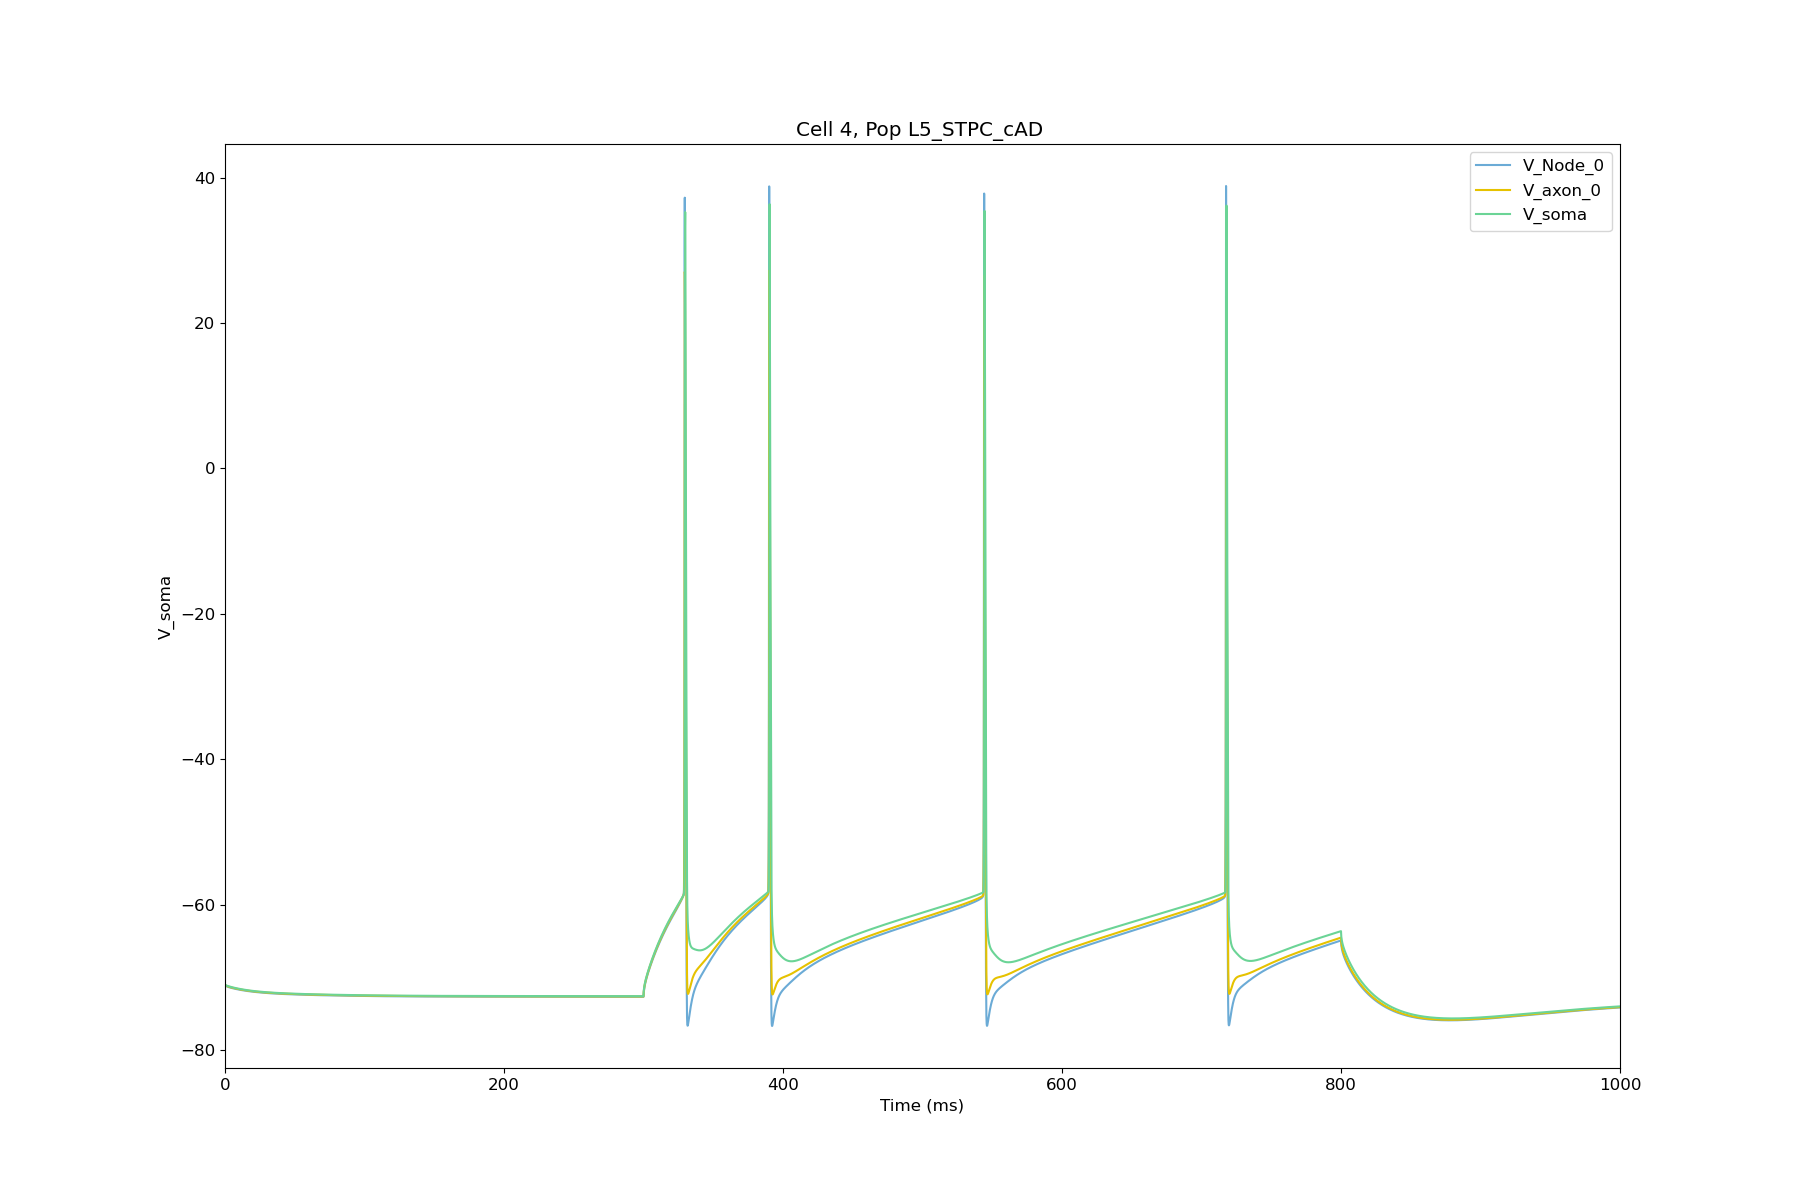 Cell 4, Pop L5_STPC_cAD
V_Node_0
V_axon_0
V_soma
40
20
0
−20
−40
−60
−80
V_soma
0 200 400 600 800 1000
Time (ms)